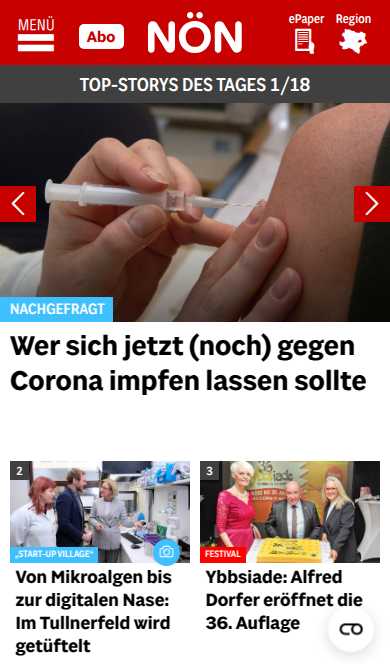 MENÜ
Abo
NÖN
ePaper
Region
TOP-STORYS DES TAGES 1/18
NACHGEFRAGT
Wer sich jetzt (noch) gegen
Corona impfen lassen sollte
2
„START-UP VILLAGE“
Von Mikroalgen bis
zur digitalen Nase:
Im Tullnerfeld wird
getüftelt
3
36.
FESTIVAL
Ybbsiade: Alfred
Dorfer eröffnet die
36. Auflage